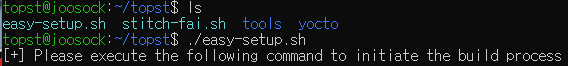 topst@joosock:~/topst$ ls
easy-setup.sh  stitch-fai.sh  tools  yocto
topst@joosock:~/topst$ ./easy-setup.sh
[+] Please execute the following command to initiate the build process